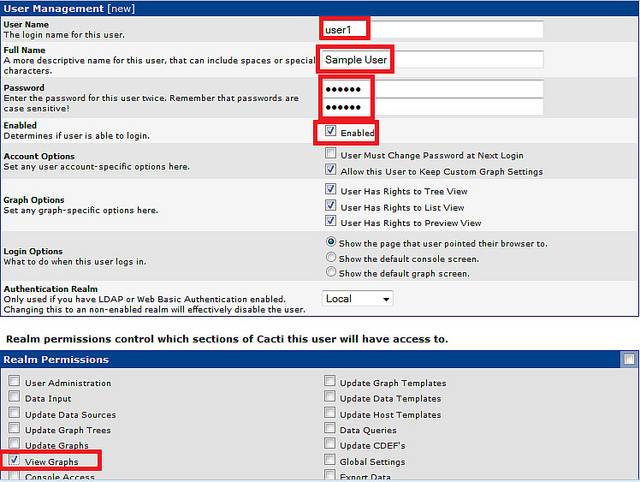 User Management [new]
User Name
The login name for this user.
user1
Full Name
A more descriptive name for this user, that can include spaces or special
characters.
Sample User
Password
Enter the password for this user twice. Remember that passwords are
case sensitive!
••••••
••••••
Enabled
Determines if user is able to login.
Enabled
Account Options
Set any user account-specific options here.
User Must Change Password at Next Login
Allow this User to Keep Custom Graph Settings
Graph Options
Set any graph-specific options here.
User Has Rights to Tree View
User Has Rights to List View
User Has Rights to Preview View
Login Options
What to do when this user logs in.
Show the page that user pointed their browser to.
Show the default console screen.
Show the default graph screen.
Authentication Realm
Only used if you have LDAP or Web Basic Authentication enabled.
Changing this to an non-enabled realm will effectively disable the user.
Local
Realm permissions control which sections of Cacti this user will have access to.
Realm Permissions
User Administration
Data Input
Update Data Sources
Update Graph Trees
Update Graphs
View Graphs
Console Access
Update Graph Templates
Update Data Templates
Update Host Templates
Data Queries
Update CDEF's
Global Settings
Export Data